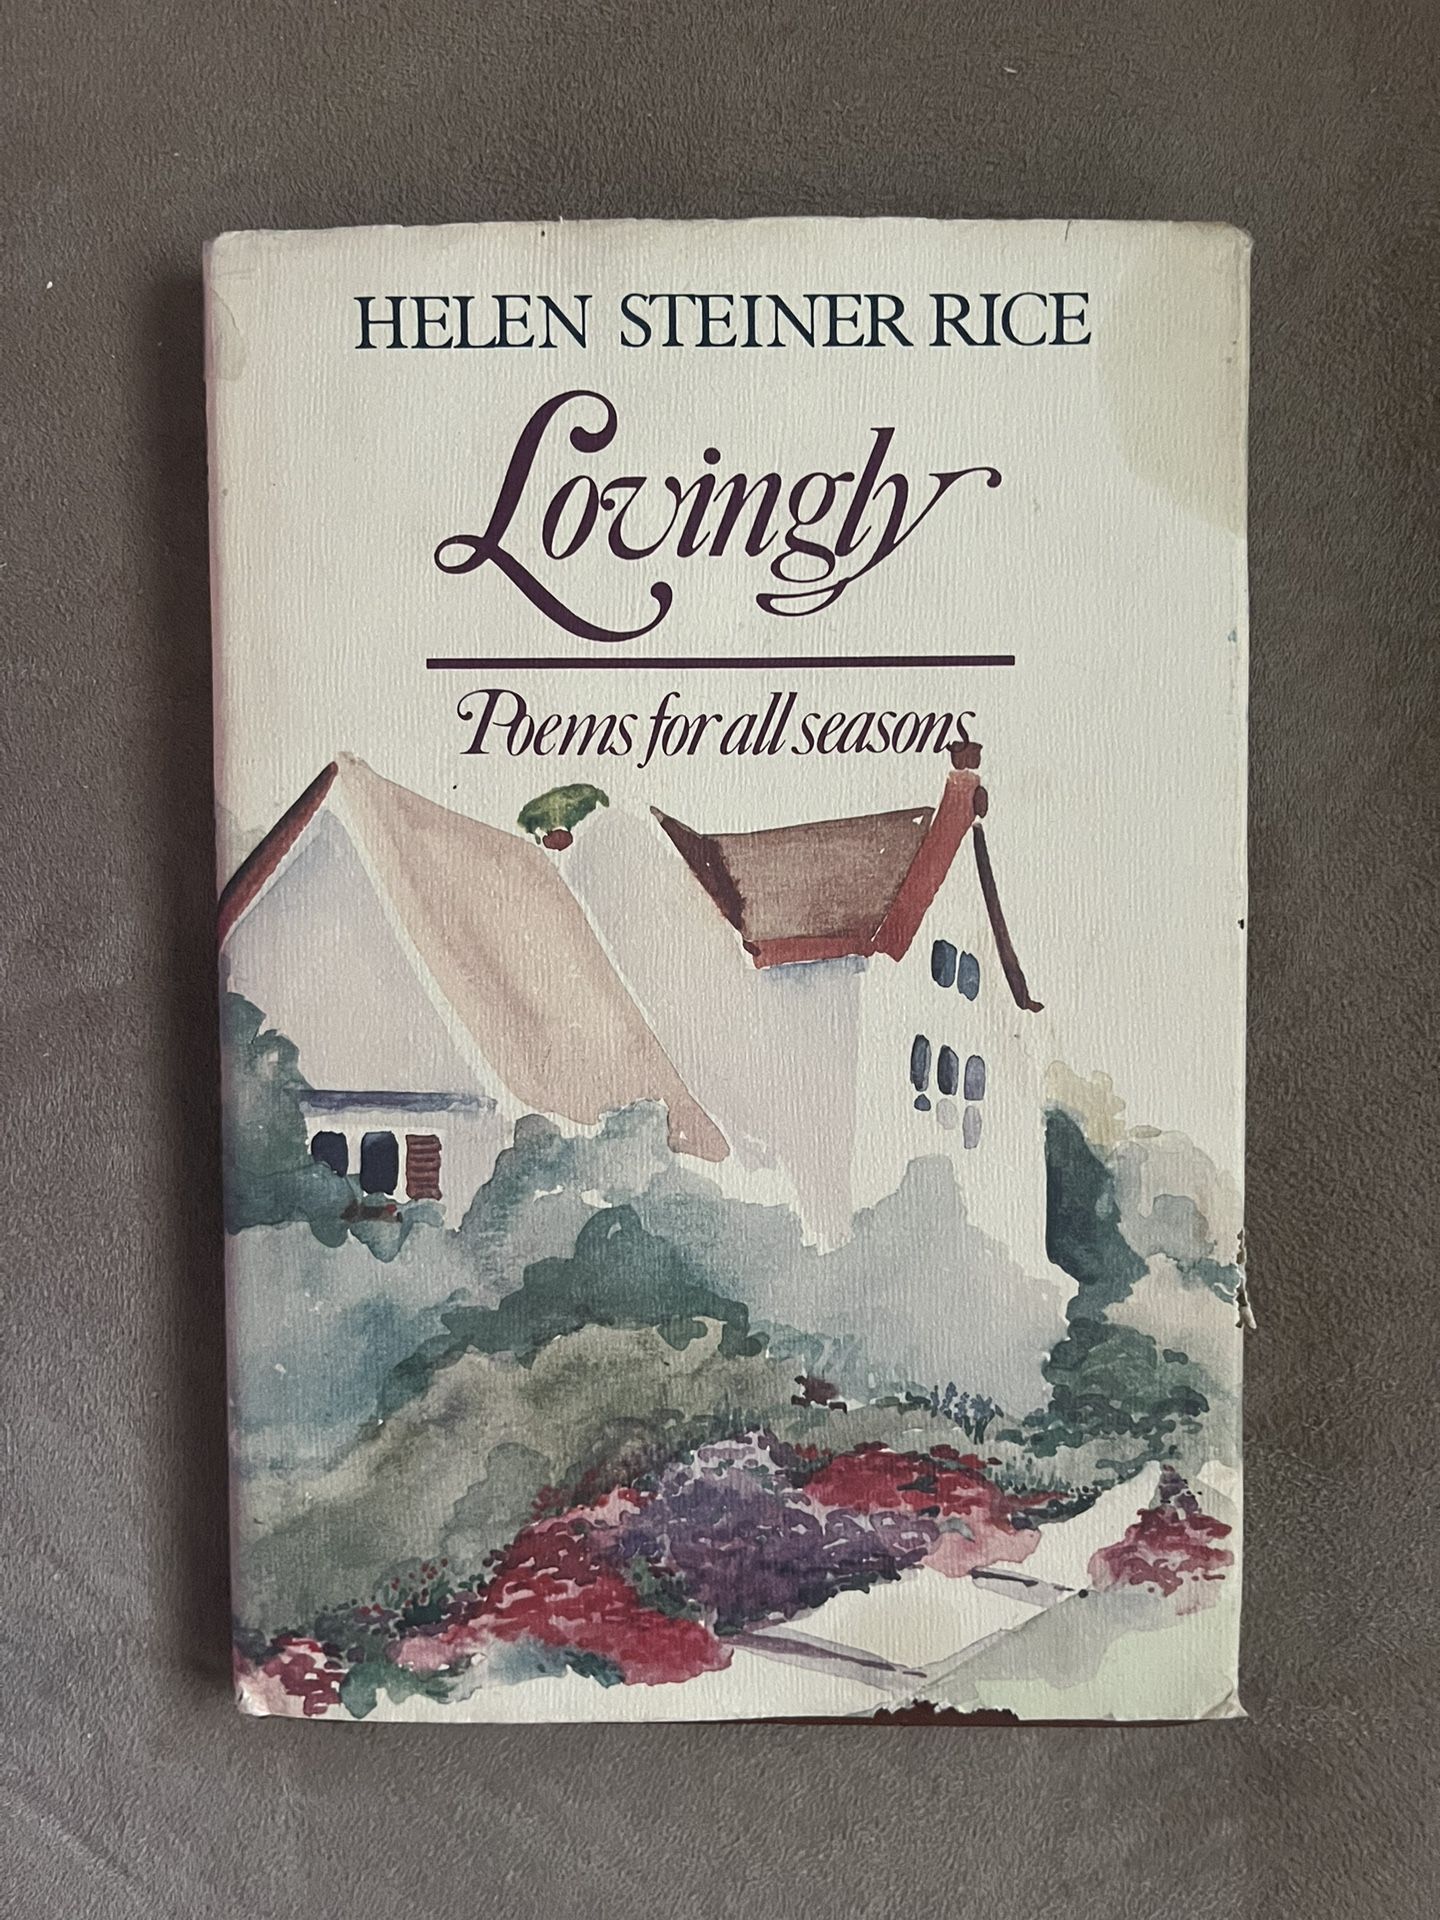 HELEN STEINER RICE
Lovingly
Poems for all seasons